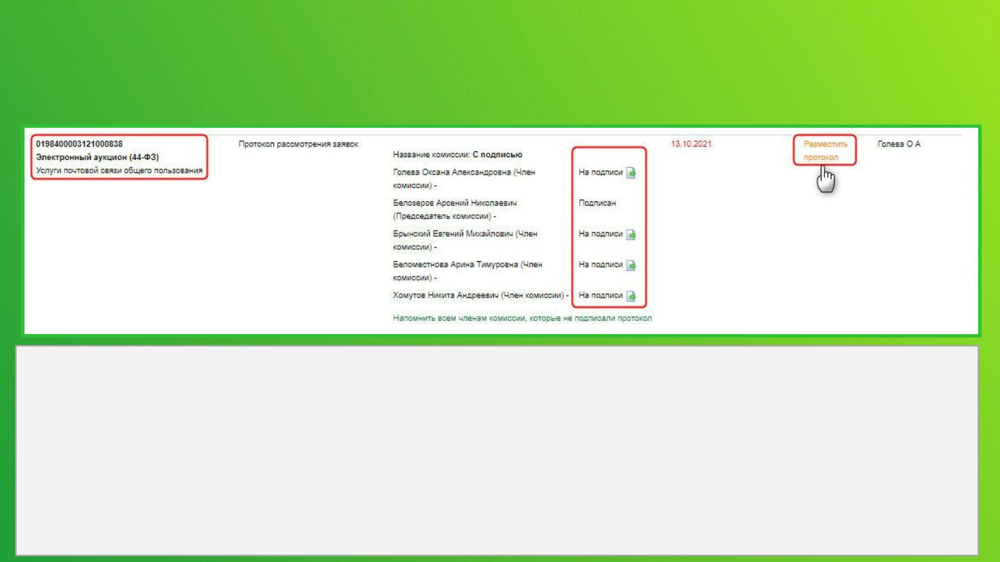 0198400003121000838
Электронный аукцион (44-ФЗ)
Услуги почтовой связи общего пользования
Протокол рассмотрения заявок
Название комиссии: С подписью
Голева Оксана Александровна (Член
комиссии) -
На подписи
Белозеров Арсений Николаевич
(Председатель комиссии) -
Подписан
Брынский Евгений Михайлович (Член
комиссии) -
На подписи
Беломестнова Арина Тимуровна (Член
комиссии) -
На подписи
Хомутов Никита Андреевич (Член комиссии) -
На подписи
Напомнить всем членам комиссии, которые не подписали протокол
13.10.2021
Разместить
протокол
Голева О А